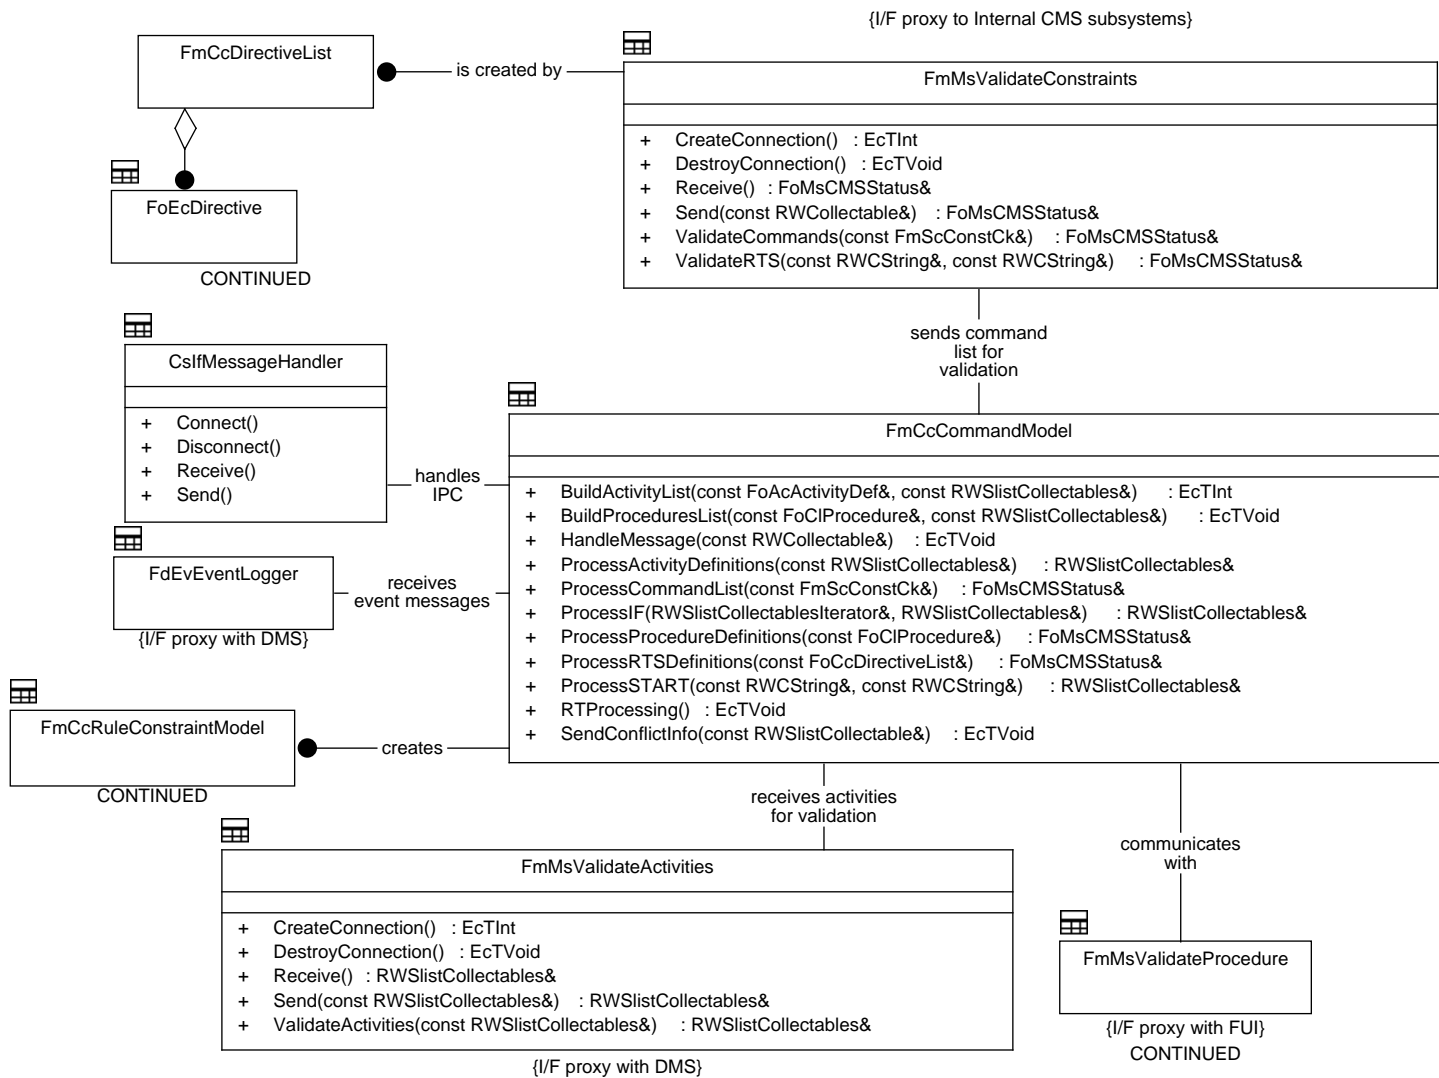 {I/F proxy to Internal CMS subsystems}
FmCcDirectiveList
is created by
FmMsValidateConstraints
+ CreateConnection() : EcTInt
+ DestroyConnection() : EcTVoid
+ Receive() : FoMsCMSStatus&
+ Send(const RWCollectable&) : FoMsCMSStatus&
+ ValidateCommands(const FmScConstCk&) : FoMsCMSStatus&
+ ValidateRTS(const RWCString&, const RWCString&) : FoMsCMSStatus&
FoEcDirective
CONTINUED
sends command
list for
validation
CsIfMessageHandler
+ Connect()
+ Disconnect()
+ Receive()
+ Send()
handles
IPC
FmCcCommandModel
+ BuildActivityList(const FoAcActivityDef&, const RWSlistCollectables&) : EcTInt
+ BuildProceduresList(const FoClProcedure&, const RWSlistCollectables&) : EcTVoid
+ HandleMessage(const RWCollectable&) : EcTVoid
+ ProcessActivityDefinitions(const RWSlistCollectables&) : RWSlistCollectables&
+ ProcessCommandList(const FmScConstCk&) : FoMsCMSStatus&
+ ProcessIF(RWSlistCollectablesIterator&, RWSlistCollectables&) : RWSlistCollectables&
+ ProcessProcedureDefinitions(const FoClProcedure&) : FoMsCMSStatus&
+ ProcessRTSDefinitions(const FoCcDirectiveList&) : FoMsCMSStatus&
+ ProcessSTART(const RWCString&, const RWCString&) : RWSlistCollectables&
+ RTProcessing() : EcTVoid
+ SendConflictInfo(const RWSlistCollectable&) : EcTVoid
FdEvEventLogger
{I/F proxy with DMS}
receives
event messages
FmCcRuleConstraintModel
CONTINUED
creates
receives activities
for validation
communicates
with
FmMsValidateActivities
+ CreateConnection() : EcTInt
+ DestroyConnection() : EcTVoid
+ Receive() : RWSlistCollectables&
+ Send(const RWSlistCollectables&) : RWSlistCollectables&
+ ValidateActivities(const RWSlistCollectables&) : RWSlistCollectables&
{I/F proxy with DMS}
FmMsValidateProcedure
{I/F proxy with FUI}
CONTINUED